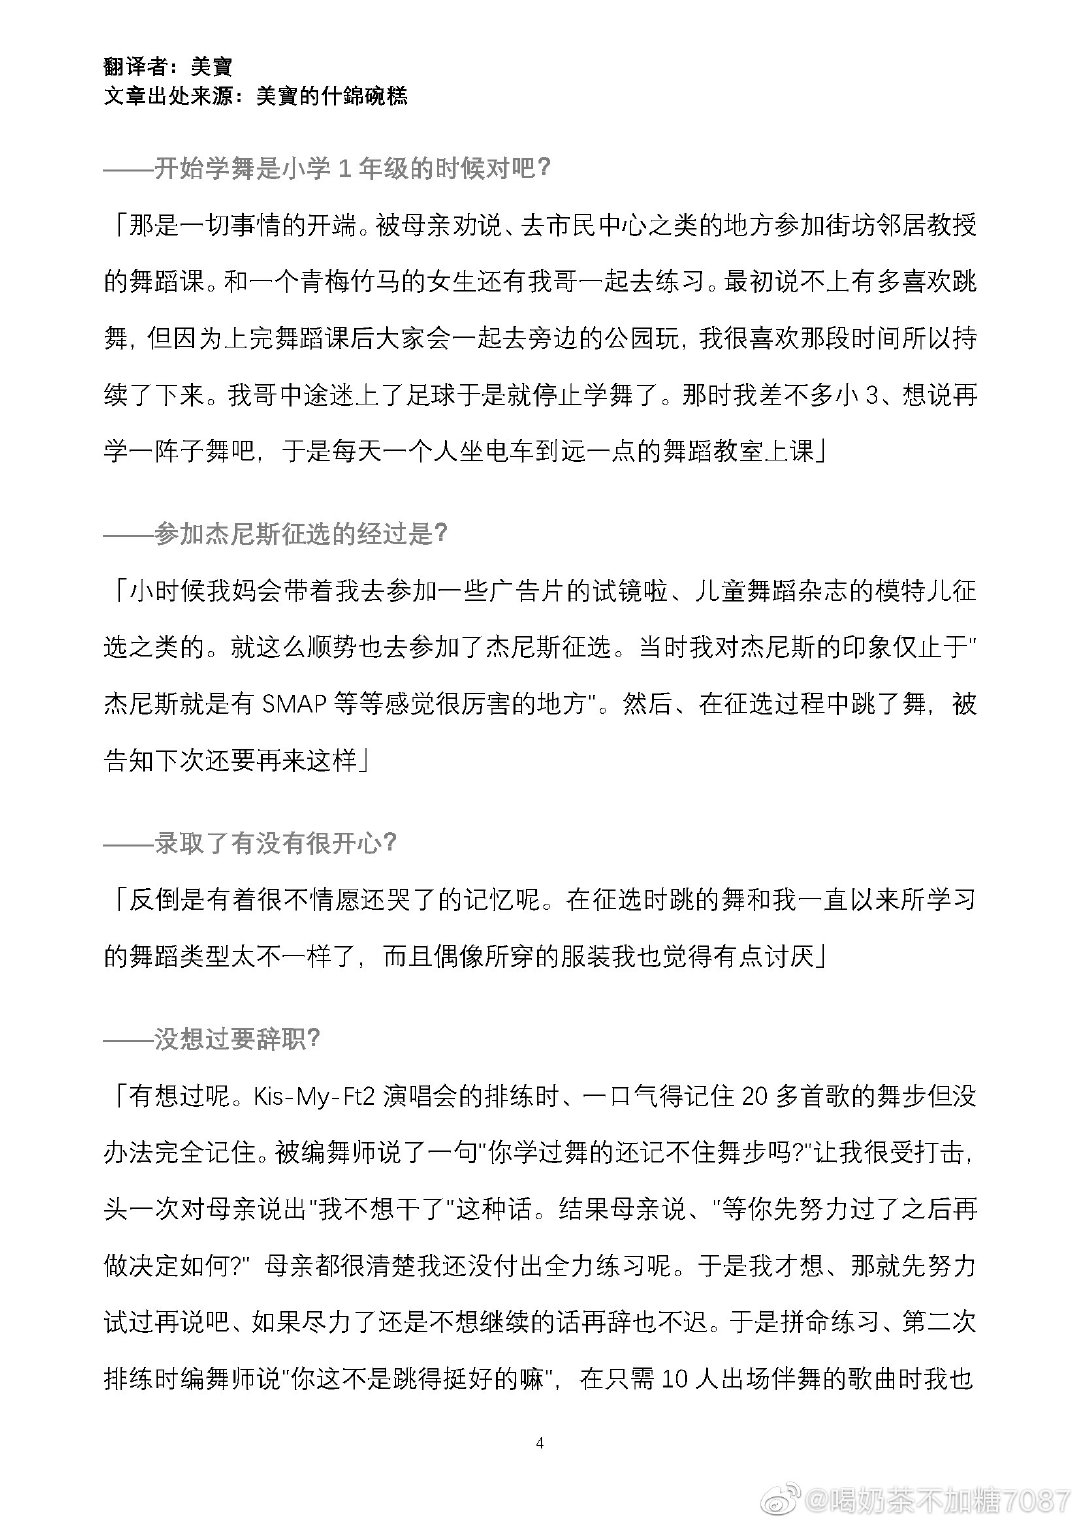 翻译者：美寶
文章出处来源：美寶的什錦碗糕
——开始学舞是小学 1 年级的时候对吧？
「那是一切事情的开端。被母亲劝说、去市民中心之类的地方参加街坊邻居教授
的舞蹈课。和一个青梅竹马的女生还有我哥一起去练习。最初说不上有多喜欢跳
舞，但因为上完舞蹈课后大家会一起去旁边的公园玩，我很喜欢那段时间所以持
续了下来。我哥中途迷上了足球于是就停止学舞了。那时我差不多小 3、想说再
学一阵子舞吧，于是每天一个人坐电车到远一点的舞蹈教室上课」
——参加杰尼斯征选的经过是？
「小时候我妈会带着我去参加一些广告片的试镜啦、儿童舞蹈杂志的模特儿征
选之类的。就这么顺势也去参加了杰尼斯征选。当时我对杰尼斯的印象仅止于"
杰尼斯就是有 SMAP 等等感觉很厉害的地方"。然后、在征选过程中跳了舞，被
告知下次还要再来这样」
——录取了有没有很开心？
「反倒是有着很不情愿还哭了的记忆呢。在征选时跳的舞和我一直以来所学习
的舞蹈类型太不一样了，而且偶像所穿的服装我也觉得有点讨厌」
——没想过要辞职？
「有想过呢。Kis-My-Ft2 演唱会的排练时、一口气得记住 20 多首歌的舞步但没
办法完全记住。被编舞师说了一句"你学过舞的还记不住舞步吗?"让我很受打击，
头一次对母亲说出"我不想干了"这种话。结果母亲说、"等你先努力过了之后再
做决定如何?" 母亲都很清楚我还没付出全力练习呢。于是我才想、那就先努力
试过再说吧、如果尽力了还是不想继续的话再辞也不迟。于是拼命练习、第二次
排练时编舞师说"你这不是跳得挺好的嘛"，在只需 10 人出场伴舞的歌曲时我也
4
@喝奶茶不加糖7087